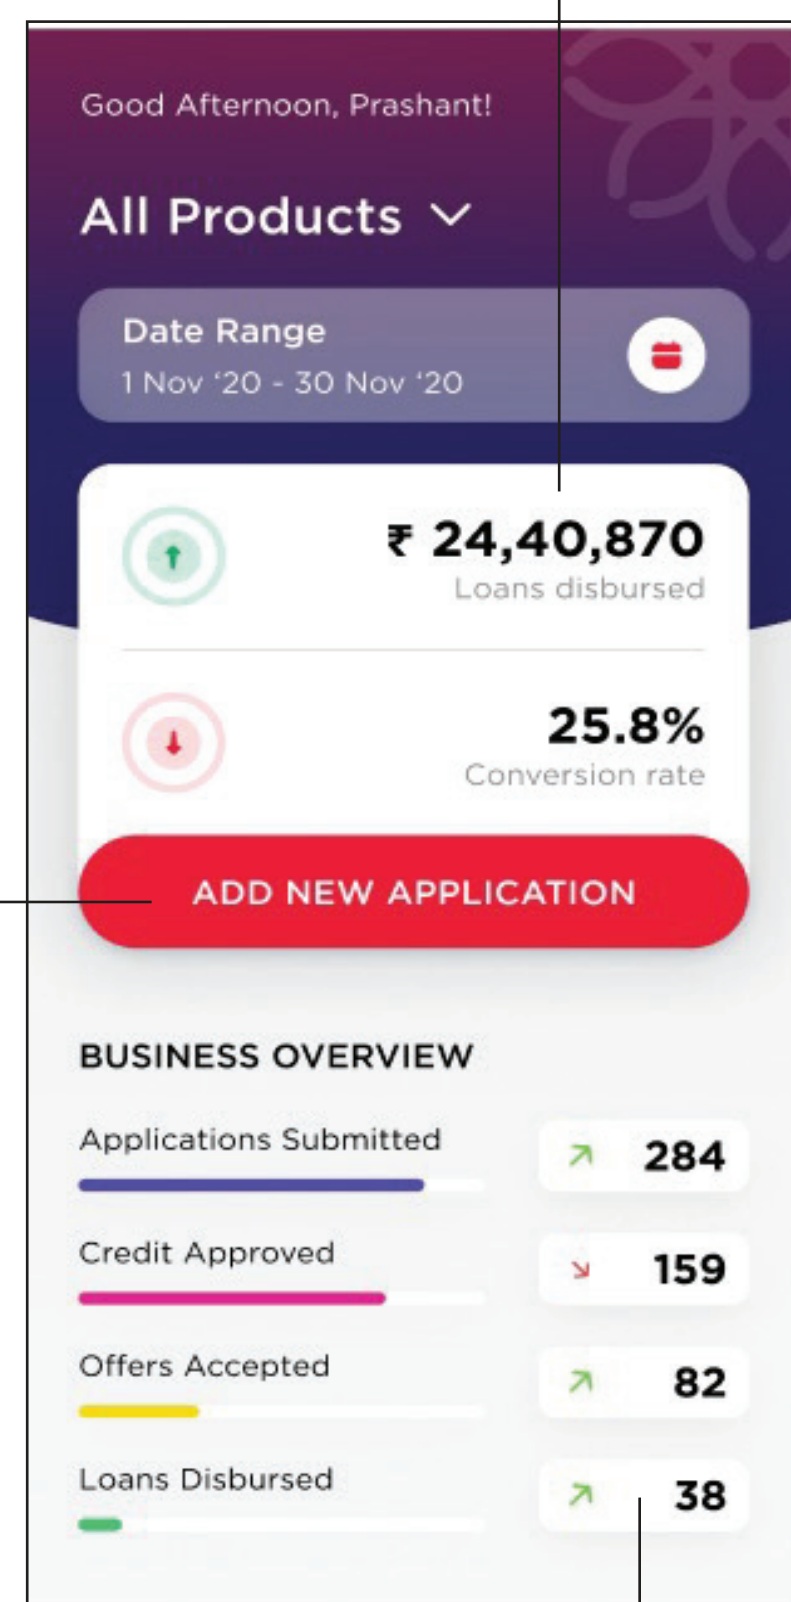 Good Afternoon, Prashant!
All Products
Date Range
1 Nov ‘20 - 30 Nov ‘20
₹ 24,40,870
Loans disbursed
25.8%
Conversion rate
ADD NEW APPLICATION
BUSINESS OVERVIEW
Applications Submitted
284
Credit Approved
159
Offers Accepted
82
Loans Disbursed
38